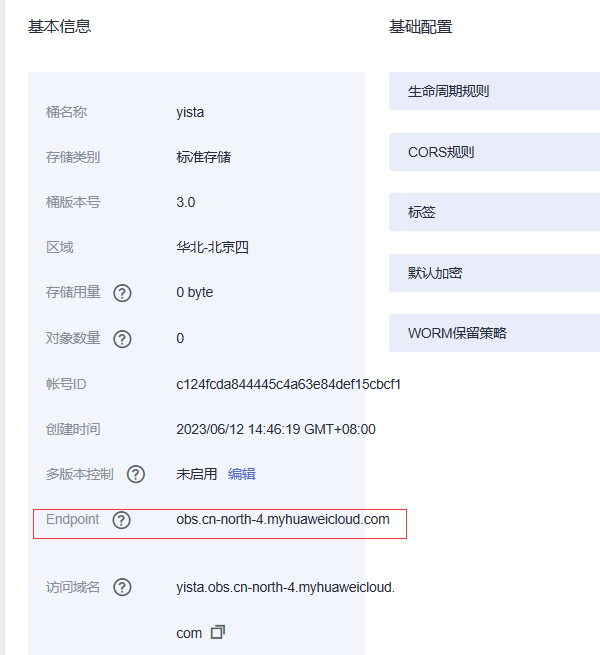 基本信息
桶名称 yista
存储类别 标准存储
桶版本号 3.0
区域 华北-北京四
存储用量 ? 0 byte
对象数量 ? 0
帐号ID c124fcda844445c4a63e84def15cbcf1
创建时间 2023/06/12 14:46:19 GMT+08:00
多版本控制 ? 未启用 编辑
Endpoint ? obs.cn-north-4.myhuaweicloud.com
访问域名 ? yista.obs.cn-north-4.myhuaweicloud.
com
基础配置
生命周期规则
CORS规则
标签
默认加密
WORM保留策略